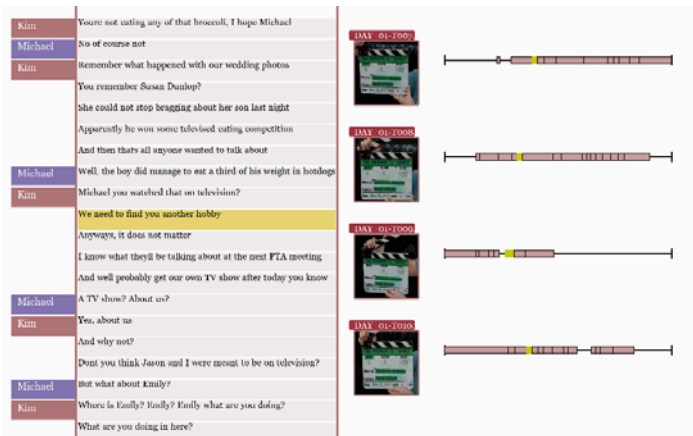 Kim
Youre not eating any of that broccoli, I hope Michael
Michael
No of course not
Kim
Remember what happened with our wedding photos
You remember Susan Dunlop?
She could not stop bragging about her son last night
Apparently he won some televised eating competition
And then thats all anyone wanted to talk about
Michael
Well, the boy did manage to eat a third of his weight in hotdogs
Kim
Michael you watched that on television?
We need to find you another hobby
Anyways, it does not matter
I know what theyll be talking about at the next PTA meeting
And well probably get our own TV show after today you know
Michael
A TV show? About us?
Kim
Yes, about us
And why not?
Dont you think Jason and I were meant to be on television?
Michael
But what about Emily?
Kim
Where is Emily? Emily? Emily what are you doing?
What are you doing in here?
DAY 01-T007
DAY 01-T008
DAY 01-T009
DAY 01-T010